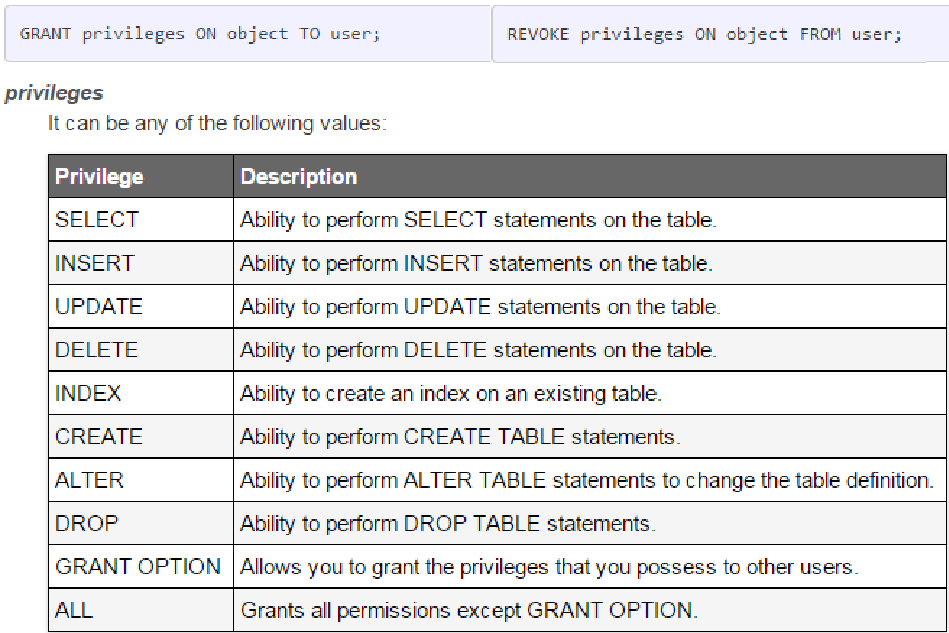 GRANT privileges ON object TO user;
REVOKE privileges ON object FROM user;
privileges
It can be any of the following values:
Privilege Description
SELECT Ability to perform SELECT statements on the table.
INSERT Ability to perform INSERT statements on the table.
UPDATE Ability to perform UPDATE statements on the table.
DELETE Ability to perform DELETE statements on the table.
INDEX Ability to create an index on an existing table.
CREATE Ability to perform CREATE TABLE statements.
ALTER Ability to perform ALTER TABLE statements to change the table definition.
DROP Ability to perform DROP TABLE statements.
GRANT OPTION Allows you to grant the privileges that you possess to other users.
ALL Grants all permissions except GRANT OPTION.